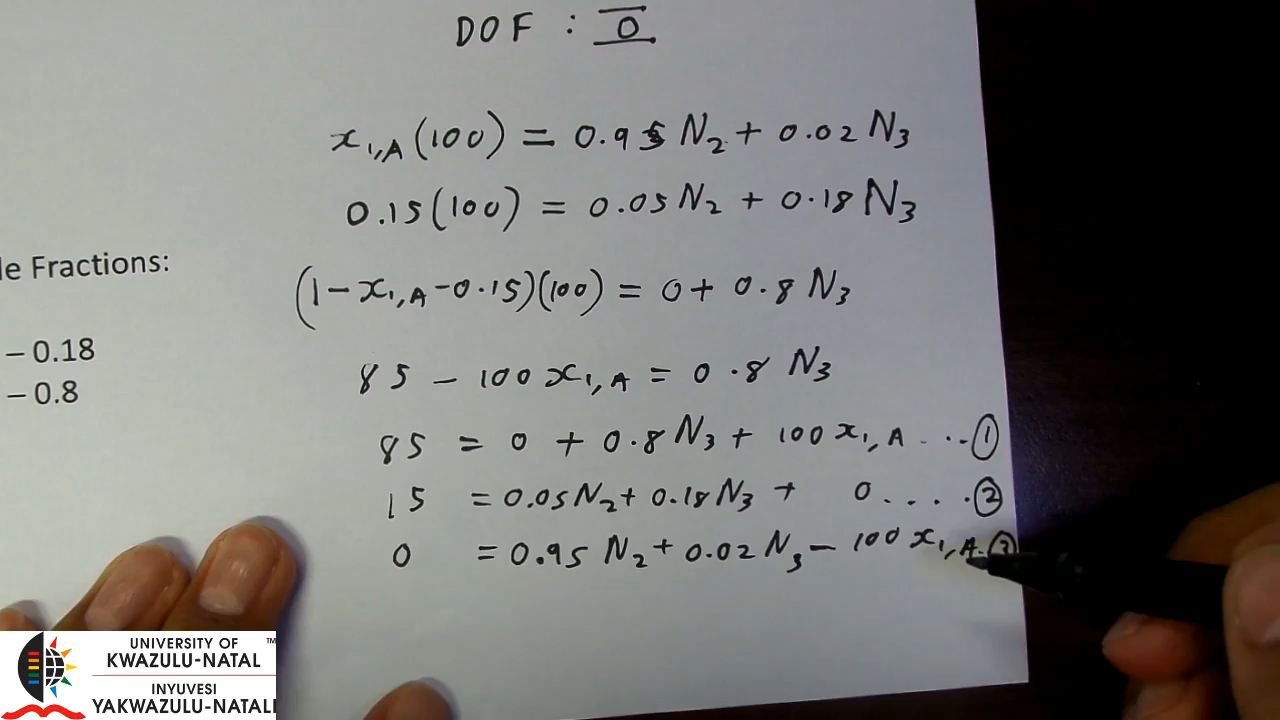 DOF : 0
x₁,A(100) = 0.95 N₂ + 0.02 N₃
0.15(100) = 0.05 N₂ + 0.18 N₃
le Fractions:
(1 – x₁,A – 0.15)(100) = 0 + 0.8 N₃
– 0.18
85 – 100 x₁,A = 0.8 N₃
– 0.8
85 = 0 + 0.8 N₃ + 100 x₁,A ... ①
15 = 0.05 N₂ + 0.18 N₃ + 0 .... ②
0 = 0.95 N₂ + 0.02 N₃ – 100 x₁,A . ③
UNIVERSITY OF ™
KWAZULU-NATAL
INYUVESI
YAKWAZULU-NATALI